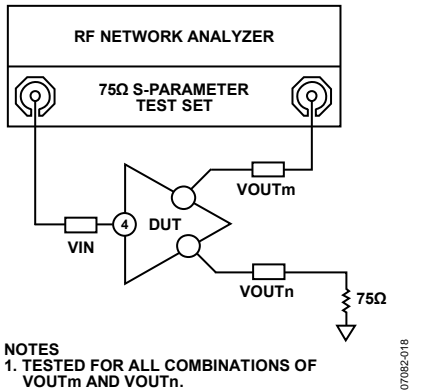 RF NETWORK ANALYZER
75Ω S-PARAMETER
TEST SET
VOUTm
4
DUT
VIN
VOUTn
75Ω
NOTES
1. TESTED FOR ALL COMBINATIONS OF
VOUTm AND VOUTn.
07082-018